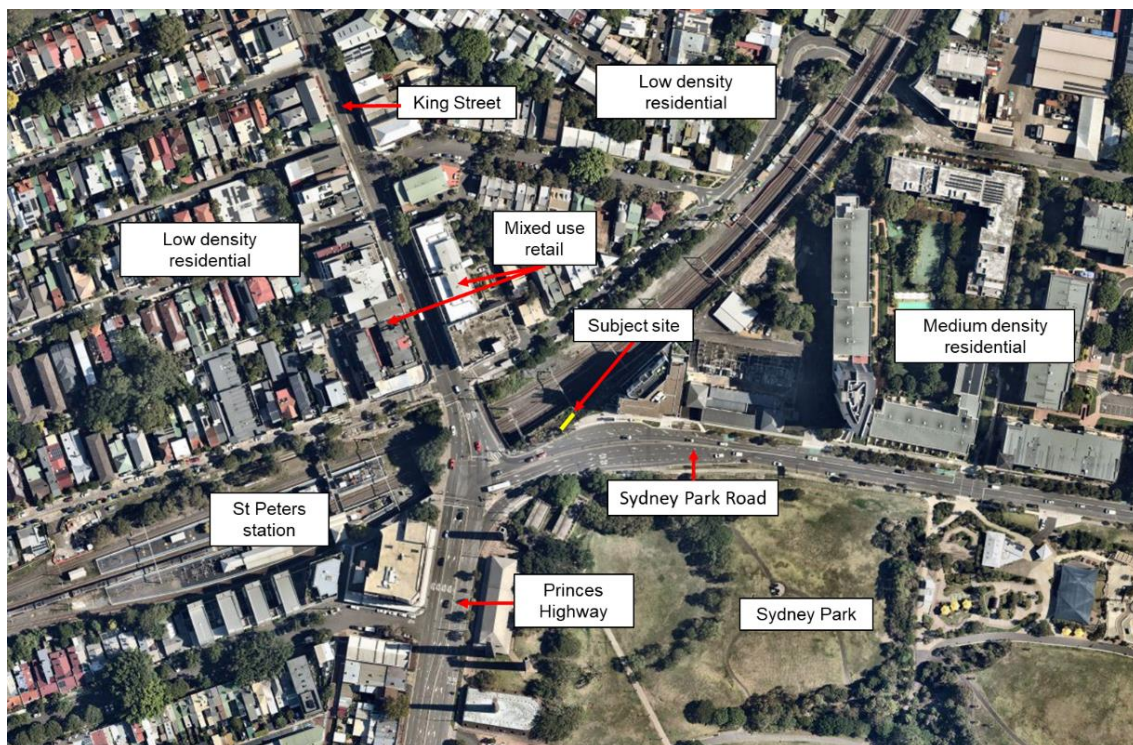 Low density
residential
King Street
Mixed use
retail
Low density
residential
Subject site
Medium density
residential
Sydney Park Road
St Peters
station
Princes
Highway
Sydney Park